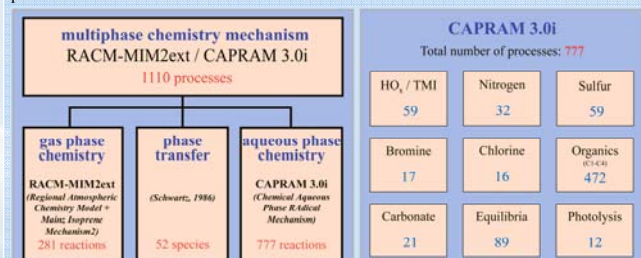 multiphase chemistry mechanism
RACM-MIM2ext / CAPRAM 3.0i
1110 processes
gas phase
chemistry
RACM-MIM2ext
(Regional Atmospheric
Chemistry Model +
Mainz Isoprene
Mechanism2)
281 reactions
phase
transfer
(Schwartz, 1986)
52 species
aqueous phase
chemistry
CAPRAM 3.0i
(Chemical Aqueous
Phase RAdical
Mechanism)
777 reactions
CAPRAM 3.0i
Total number of processes: 777
HOₓ / TMI
59
Nitrogen
32
Sulfur
59
Bromine
17
Chlorine
16
Organics
(C1-C4)
472
Carbonate
21
Equilibria
89
Photolysis
12